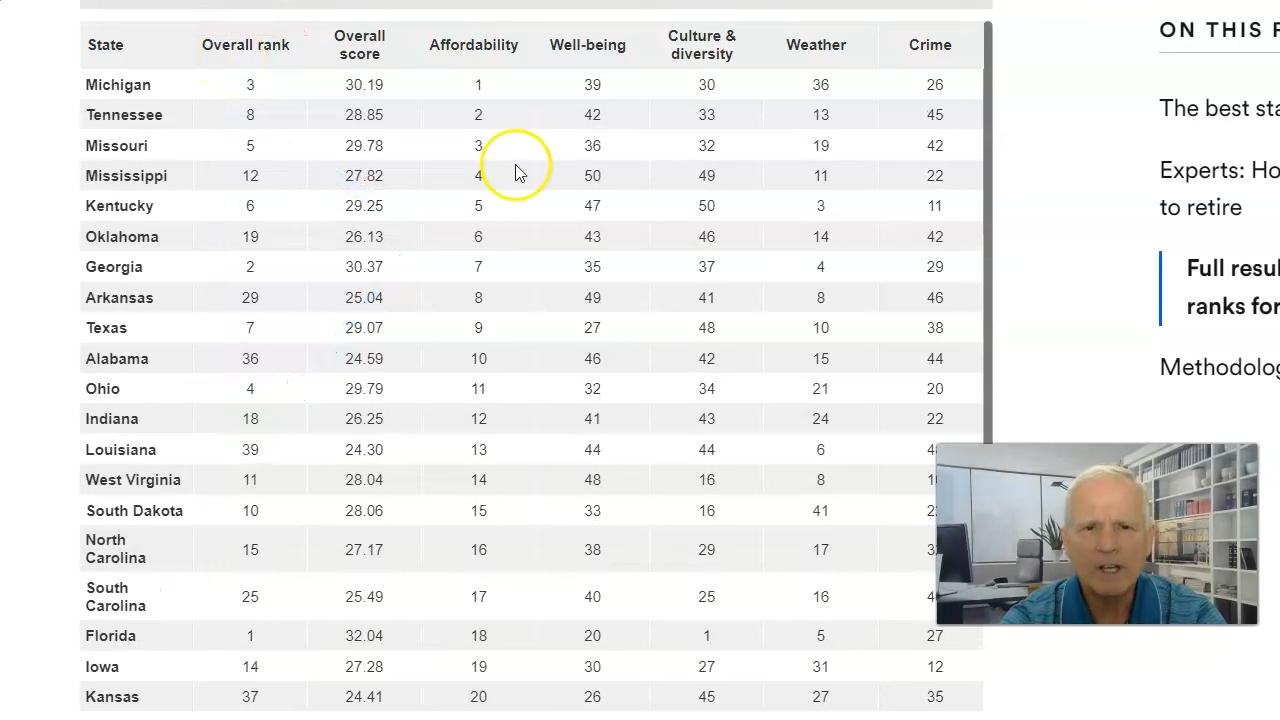 State Overall rank Overall score Affordability Well-being Culture & diversity Weather Crime
Michigan 3 30.19 1 39 30 36 26
Tennessee 8 28.85 2 42 33 13 45
Missouri 5 29.78 3 36 32 19 42
Mississippi 12 27.82 4 50 49 11 22
Kentucky 6 29.25 5 47 50 3 11
Oklahoma 19 26.13 6 43 46 14 42
Georgia 2 30.37 7 35 37 4 29
Arkansas 29 25.04 8 49 41 8 46
Texas 7 29.07 9 27 48 10 38
Alabama 36 24.59 10 46 42 15 44
Ohio 4 29.79 11 32 34 21 20
Indiana 18 26.25 12 41 43 24 22
Louisiana 39 24.30 13 44 44 6
West Virginia 11 28.04 14 48 16 8
South Dakota 10 28.06 15 33 16 41
North Carolina 15 27.17 16 38 29 17
South Carolina 25 25.49 17 40 25 16
Florida 1 32.04 18 20 1 5 27
Iowa 14 27.28 19 30 27 31 12
Kansas 37 24.41 20 26 45 27 35
ON THIS
The best
Experts:
to retire
Full
ranks for